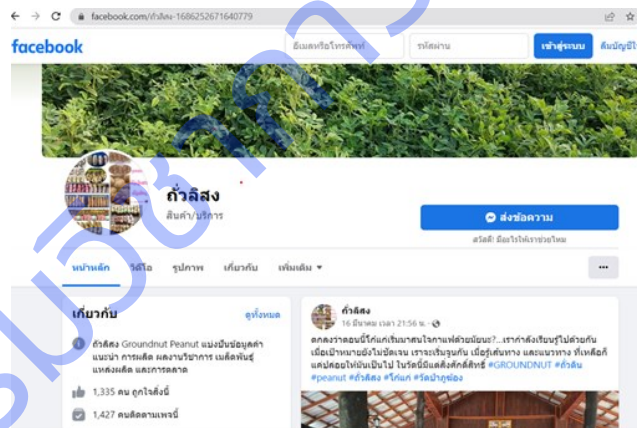 facebook.com/ถั่วลิสง-1686252671640779
facebook
อีเมลหรือโทรศัพท์
รหัสผ่าน
เข้าสู่ระบบ
ลืมบัญชีใ
ถั่วลิสง
สินค้า/บริการ
ส่งข้อความ
สวัสดี! มีอะไรให้เราช่วยไหม
หน้าหลัก วิดีโอ รูปภาพ เกี่ยวกับ เพิ่มเติม
เกี่ยวกับ
ดูทั้งหมด
ถั่วลิสง Groundnut Peanut แบ่งปันข้อมูลคำ
แนะนำ การผลิต ผลงานวิชาการ เมล็ดพันธุ์
แหล่งผลิต และการตลาด
1,335 คน ถูกใจสิ่งนี้
1,427 คนติดตามเพจนี้
ถั่วลิสง
16 มีนาคม เวลา 21:56 น.
ตกลงว่าตอนนี้โก๋แก่เริ่มมาสนใจกาแฟด้วยมั้ยนะ?...เรากำลังเรียนรู้ไปด้วยกัน
เมื่อเป้าหมายยังไม่ชัดเจน เราจะเริ่มจูนกัน เมื่อรู้เส้นทาง และแนวทาง ที่เหลือก็
แค่ปล่อยให้มันเป็นไป ในวัดนี้มีแต่สิ่งศักดิ์สิทธิ์ #GROUNDNUT #ถั่วดิน
#peanut #ถั่วลิสง #โก๋แก่ #วัดป่าภูฆ้อง